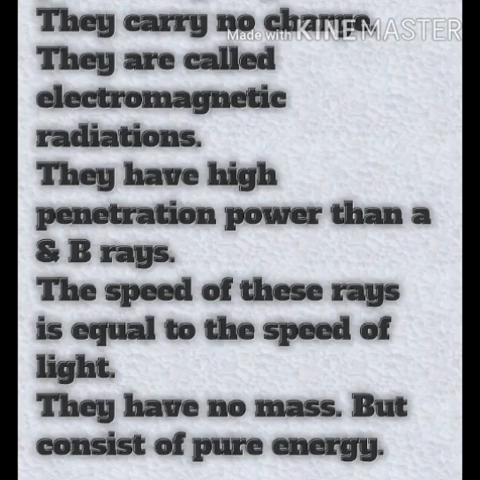 They carry no charge.
Made with KINEMASTER
They are called
electromagnetic
radiations.
They have high
penetration power than a
& B rays.
The speed of these rays
is equal to the speed of
light.
They have no mass. But
consist of pure energy.